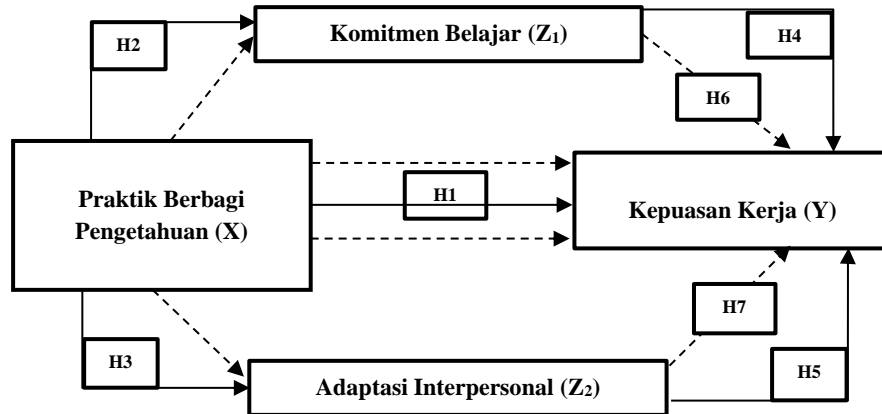 Komitmen Belajar (Z₁)
H2
H4
H6
Praktik Berbagi
Pengetahuan (X)
H1
Kepuasan Kerja (Y)
H7
H3
H5
Adaptasi Interpersonal (Z₂)